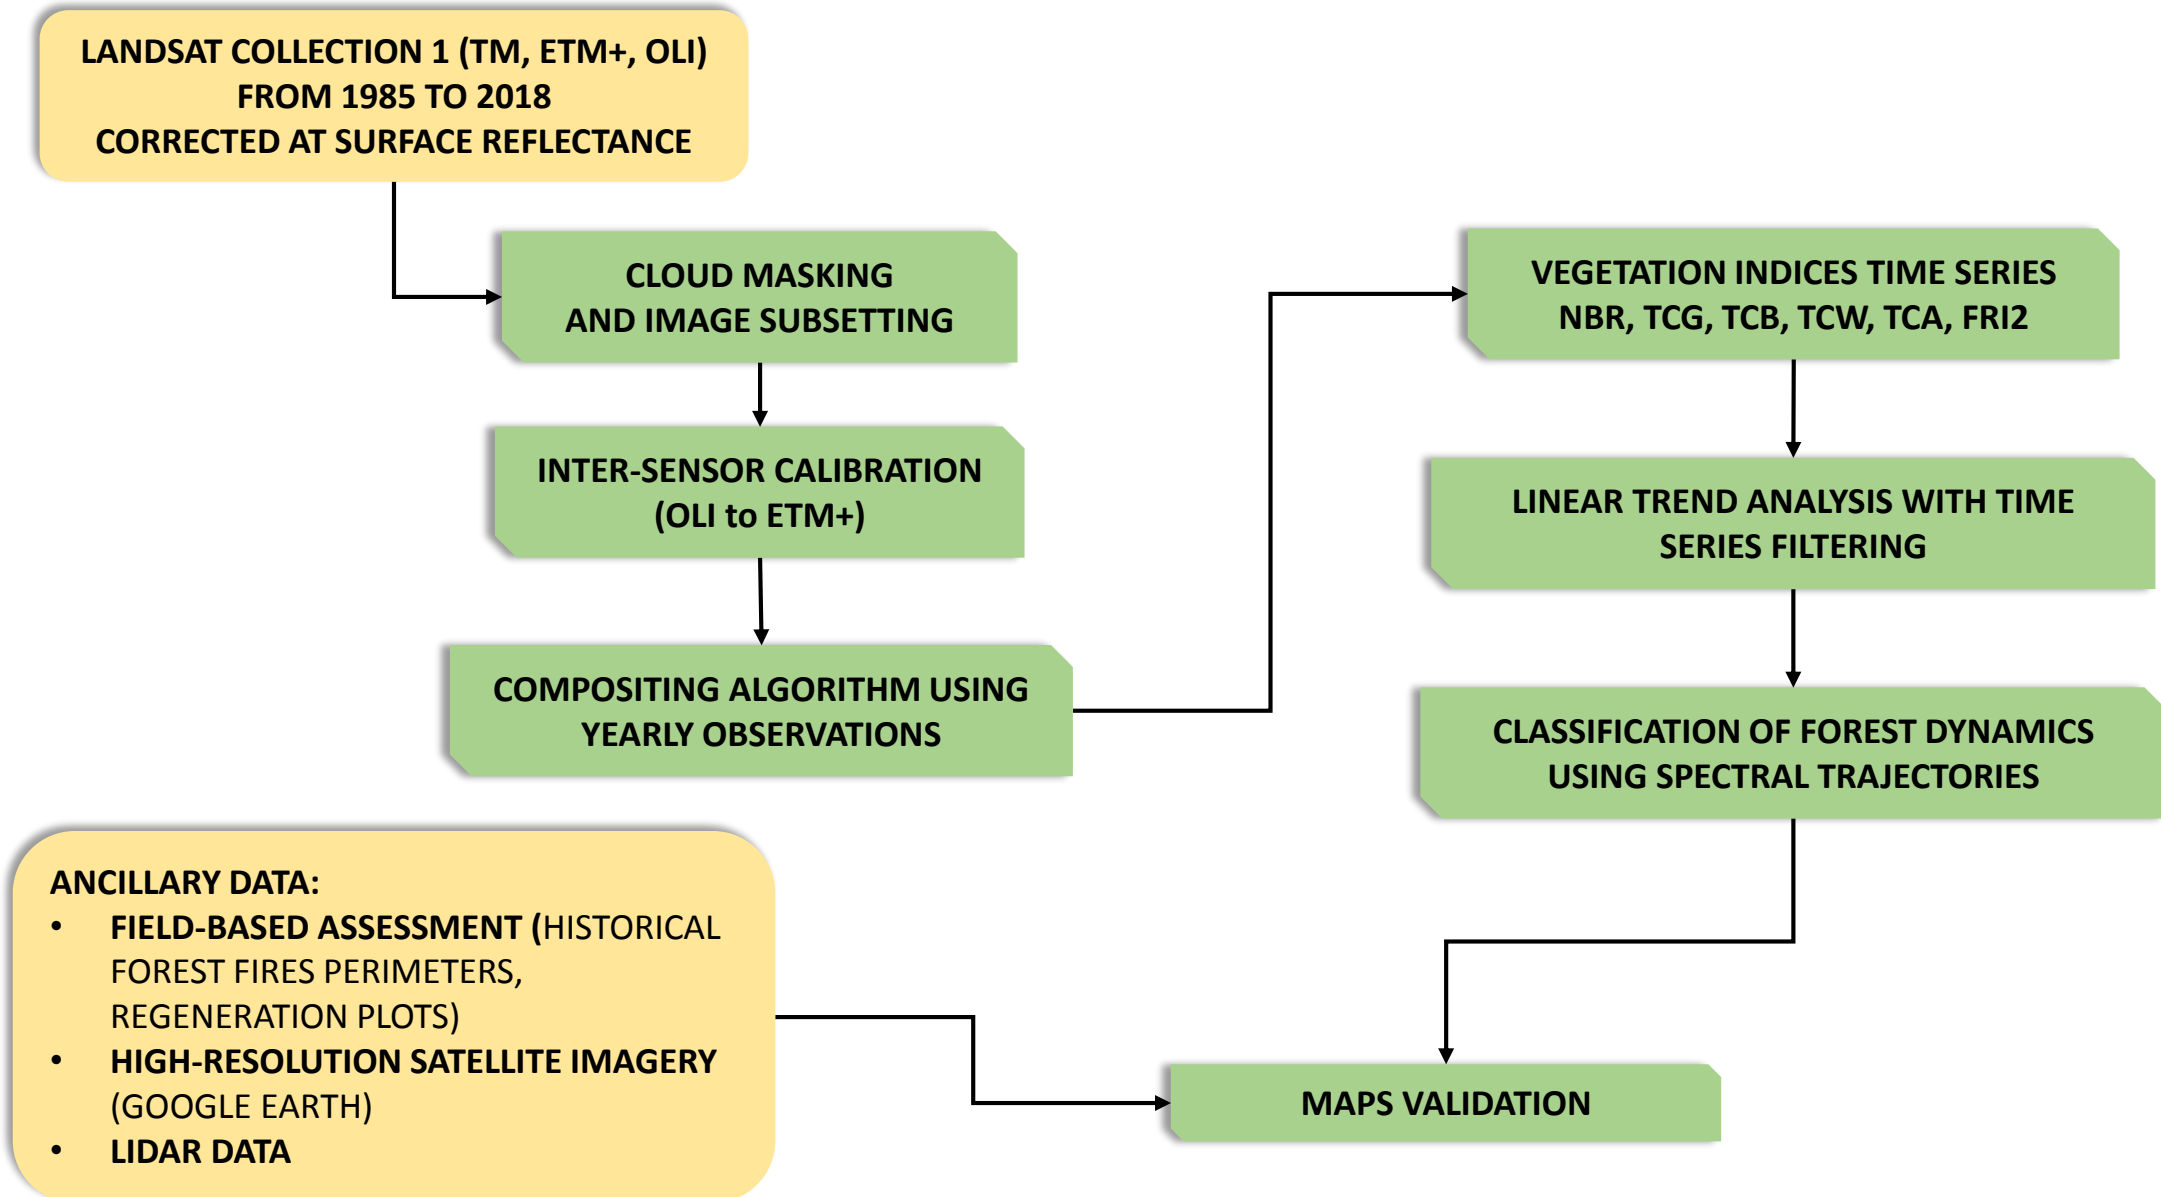 LANDSAT COLLECTION 1 (TM, ETM+, OLI)
FROM 1985 TO 2018
CORRECTED AT SURFACE REFLECTANCE
CLOUD MASKING
AND IMAGE SUBSETTING
INTER-SENSOR CALIBRATION
(OLI to ETM+)
COMPOSITING ALGORITHM USING
YEARLY OBSERVATIONS
VEGETATION INDICES TIME SERIES
NBR, TCG, TCB, TCW, TCA, FRI2
LINEAR TREND ANALYSIS WITH TIME
SERIES FILTERING
CLASSIFICATION OF FOREST DYNAMICS
USING SPECTRAL TRAJECTORIES
ANCILLARY DATA:
• FIELD-BASED ASSESSMENT (HISTORICAL
FOREST FIRES PERIMETERS,
REGENERATION PLOTS)
• HIGH-RESOLUTION SATELLITE IMAGERY
(GOOGLE EARTH)
• LIDAR DATA
MAPS VALIDATION